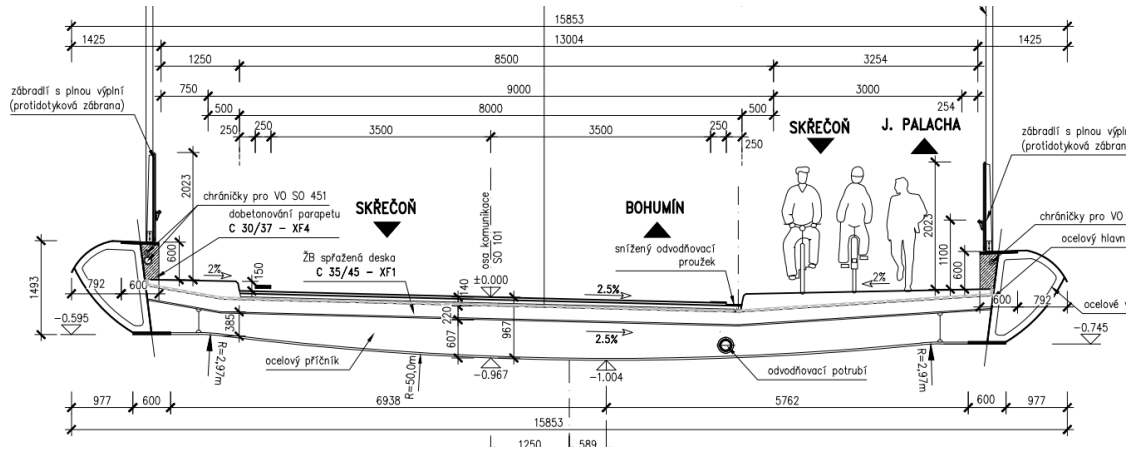 15853
1425
13004
1425
1250
8500
3254
zábradlí s plnou výplní
(protidotyková zábrana)
750
9000
3000
500
8000
500
254
250
250
3500
3500
250
250
SKŘEČOŇ
J. PALACHA
zábradlí s plnou výpl
(protidotyková zábran
2023
chráničky pro VO SO 451
dobetonování parapetu
C 30/37 - XF4
SKŘEČOŇ
osa komunikace
SO 101
BOHUMÍN
2023
1100
chráničky pro VO
600
ŽB spřažená deska
C 35/45 - XF1
snížený odvodňovací
proužek
ocelový hlavn
600
1493
2%
150
±0.000
140
2.5%
2%
792
600
600
792
ocelové v
-0.595
385
220
607
967
2.5%
-0.745
ocelový příčník
R=2,97m
R=50,0m
-0.967
-1.004
odvodňovací potrubí
R=2,97m
977
600
6938
5762
600
977
15853
1250
589